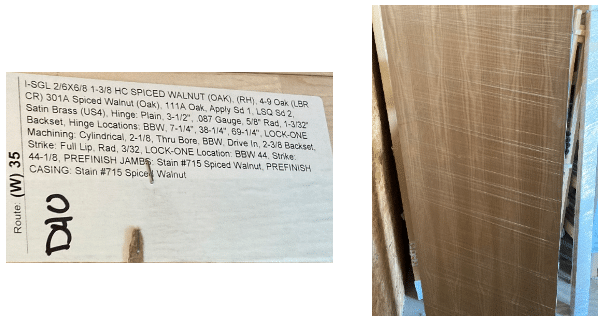 I-SGL 2/6X6/8 1-3/8 HC SPICED WALNUT (OAK), (RH), 4-9 Oak (LBR
CR) 301A Spiced Walnut (Oak), 111A Oak, Apply Sd 1, LSQ Sd 2,
Satin Brass (US4), Hinge: Plain, 3-1/2", .087 Gauge, 5/8" Rad, 1-3/32"
Backset, Hinge Locations: BBW, 7-1/4", 38-1/4", 69-1/4", LOCK-ONE
Machining: Cylindrical, 2-1/8, Thru Bore, BBW, Drive In, 2-3/8 Backset,
Strike: Full Lip, Rad, 3/32, LOCK-ONE Location: BBW 44, Strike:
44-1/8, PREFINISH JAMBS: Stain #715 Spiced Walnut, PREFINISH
CASING: Stain #715 Spiced Walnut
Route: (W) 35
D40